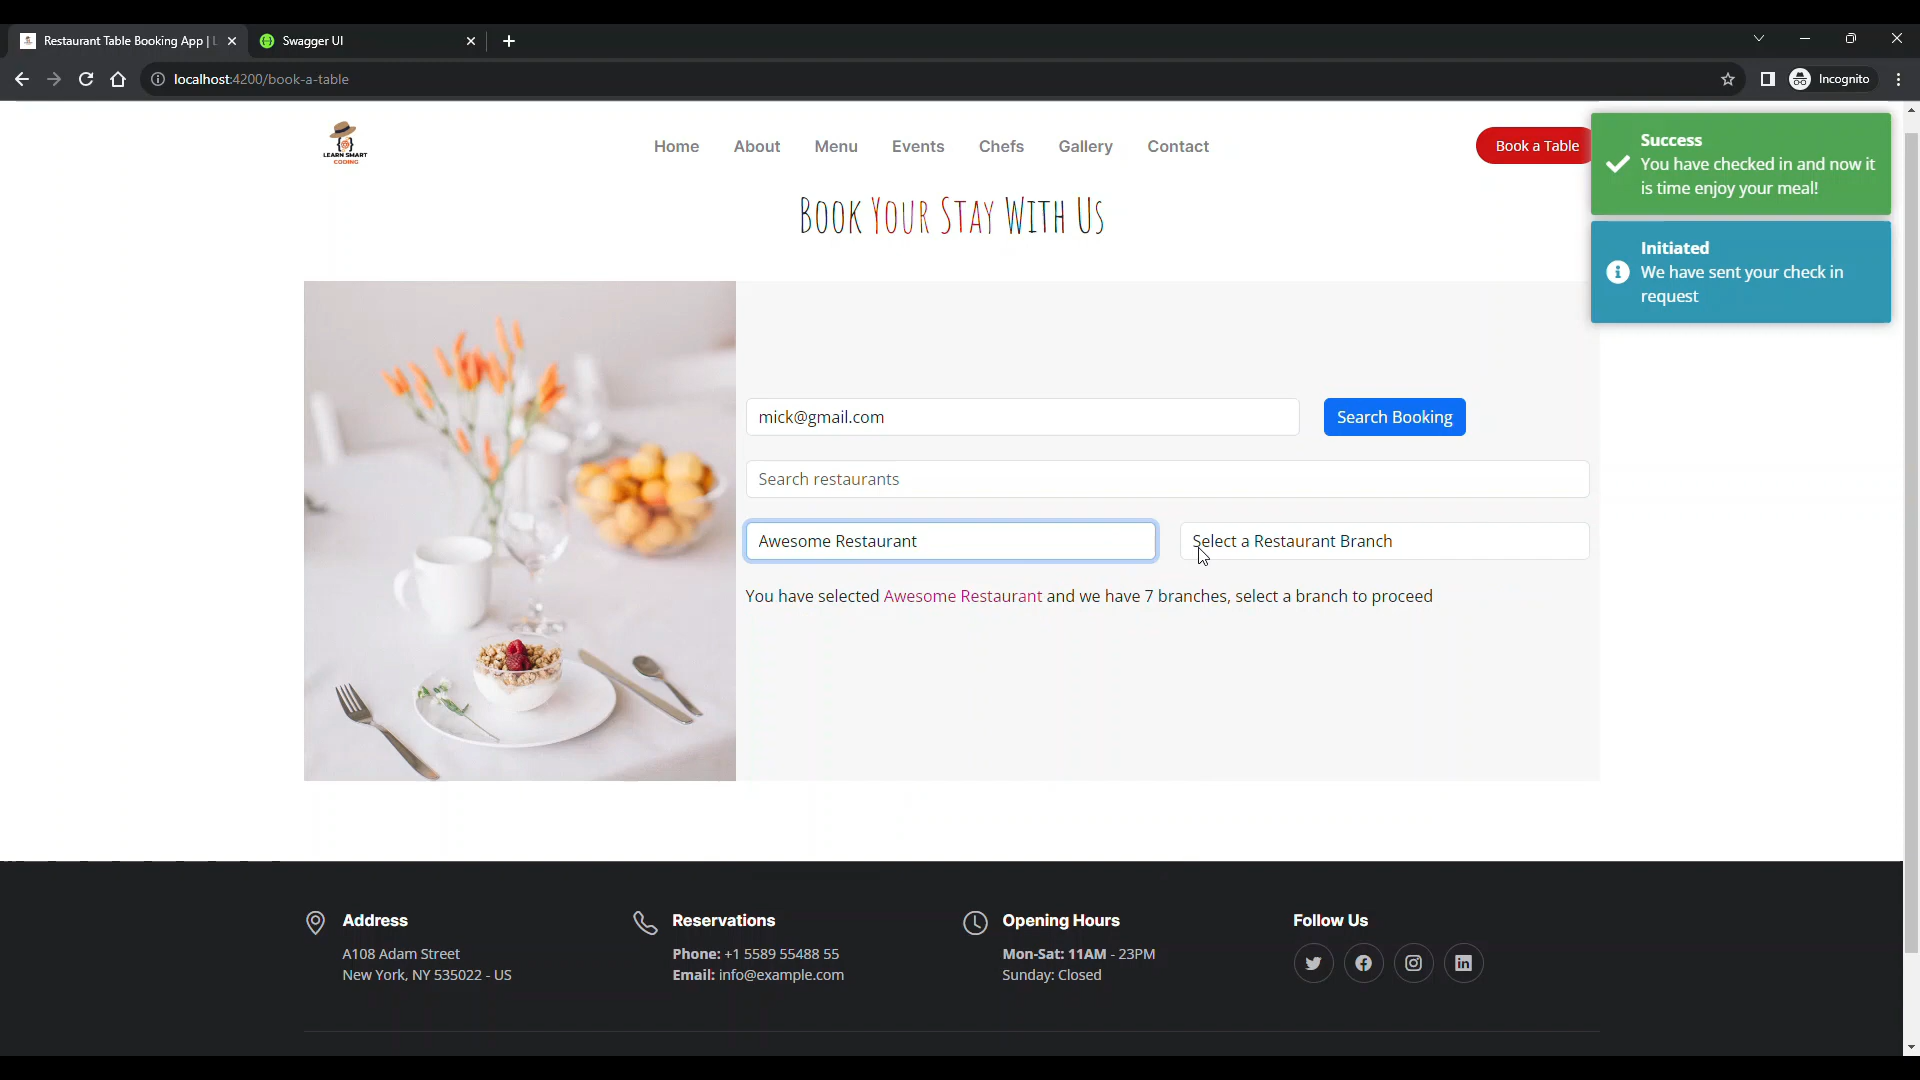 Restaurant Table Booking App | L
Swagger UI
localhost:4200/book-a-table
Incognito
LEARN SMART
CODING
Home
About
Menu
Events
Chefs
Gallery
Contact
Book a Table
Success
You have checked in and now it
is time enjoy your meal!
Initiated
We have sent your check in
request
Book Your Stay With Us
mick@gmail.com
Search Booking
Search restaurants
Awesome Restaurant
Select a Restaurant Branch
You have selected Awesome Restaurant and we have 7 branches, select a branch to proceed
Address
A108 Adam Street
New York, NY 535022 - US
Reservations
Phone: +1 5589 55488 55
Email: info@example.com
Opening Hours
Mon-Sat: 11AM - 23PM
Sunday: Closed
Follow Us